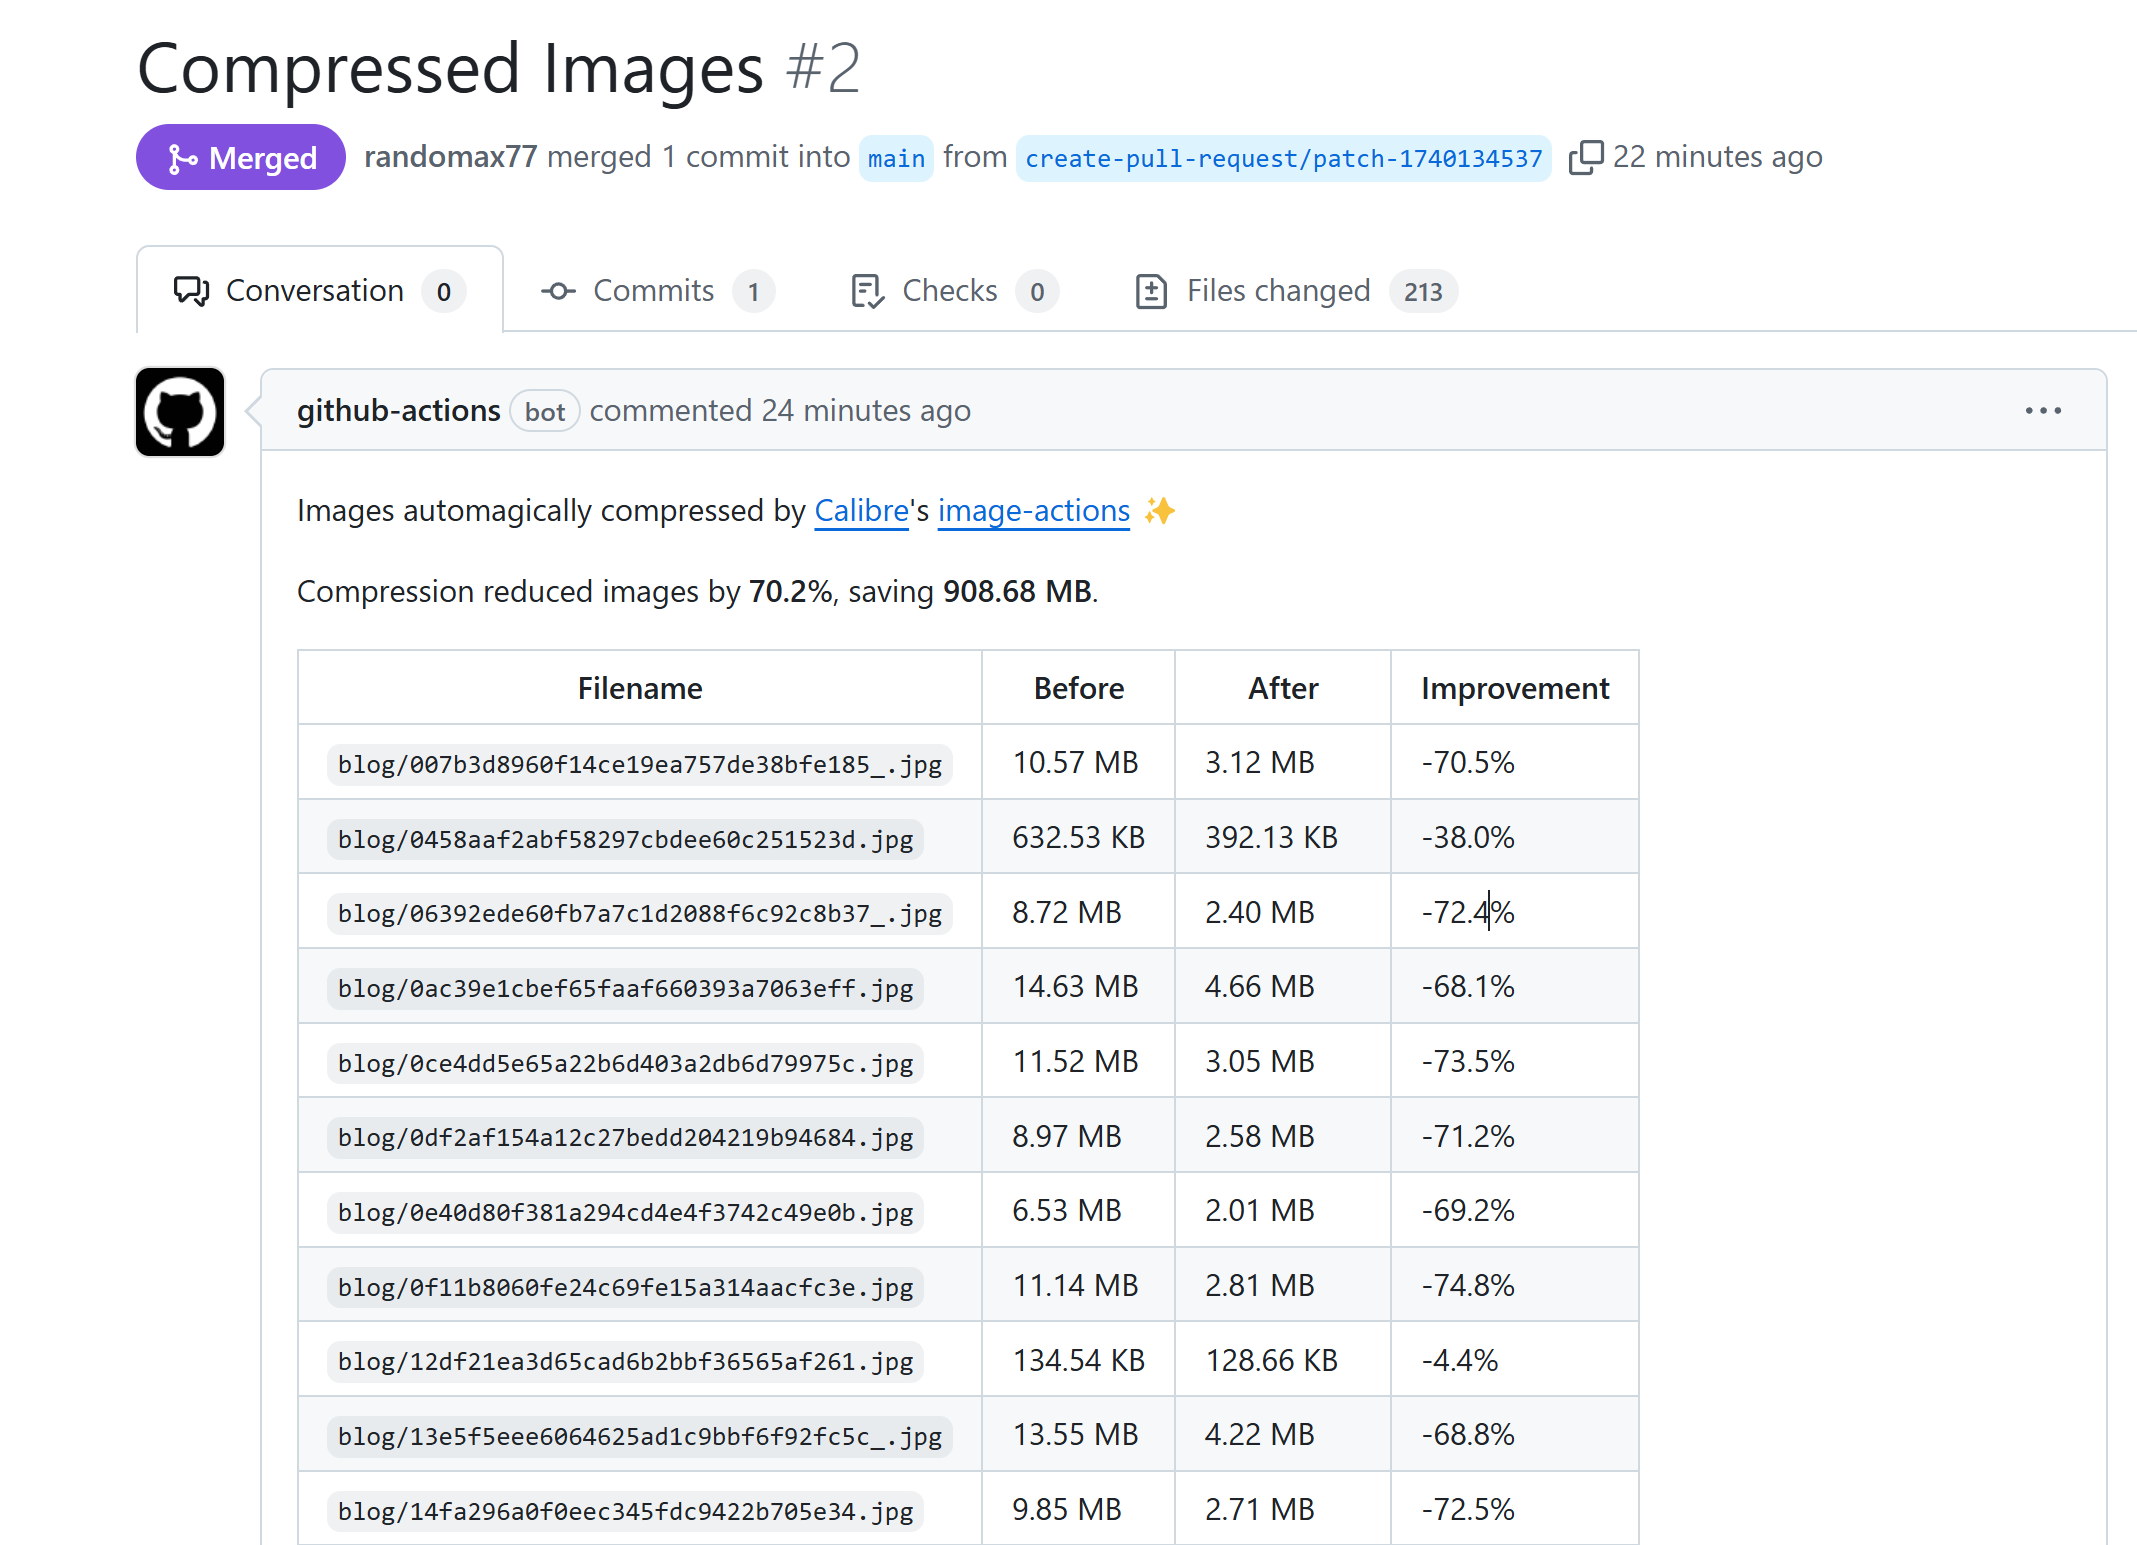 Compressed Images #2
Merged randomax77 merged 1 commit into main from create-pull-request/patch-1740134537 22 minutes ago
Conversation 0 Commits 1 Checks 0 Files changed 213
github-actions bot commented 24 minutes ago
Images automagically compressed by Calibre's image-actions ✨
Compression reduced images by 70.2%, saving 908.68 MB.
Filename Before After Improvement
blog/007b3d8960f14ce19ea757de38bfe185_.jpg 10.57 MB 3.12 MB -70.5%
blog/0458aaf2abf58297cbdee60c251523d.jpg 632.53 KB 392.13 KB -38.0%
blog/06392ede60fb7a7c1d2088f6c92c8b37_.jpg 8.72 MB 2.40 MB -72.4%
blog/0ac39e1cbef65faaf660393a7063eff.jpg 14.63 MB 4.66 MB -68.1%
blog/0ce4dd5e65a22b6d403a2db6d79975c.jpg 11.52 MB 3.05 MB -73.5%
blog/0df2af154a12c27bedd204219b94684.jpg 8.97 MB 2.58 MB -71.2%
blog/0e40d80f381a294cd4e4f3742c49e0b.jpg 6.53 MB 2.01 MB -69.2%
blog/0f11b8060fe24c69fe15a314aacfc3e.jpg 11.14 MB 2.81 MB -74.8%
blog/12df21ea3d65cad6b2bbf36565af261.jpg 134.54 KB 128.66 KB -4.4%
blog/13e5f5eee6064625ad1c9bbf6f92fc5c_.jpg 13.55 MB 4.22 MB -68.8%
blog/14fa296a0f0eec345fdc9422b705e34.jpg 9.85 MB 2.71 MB -72.5%